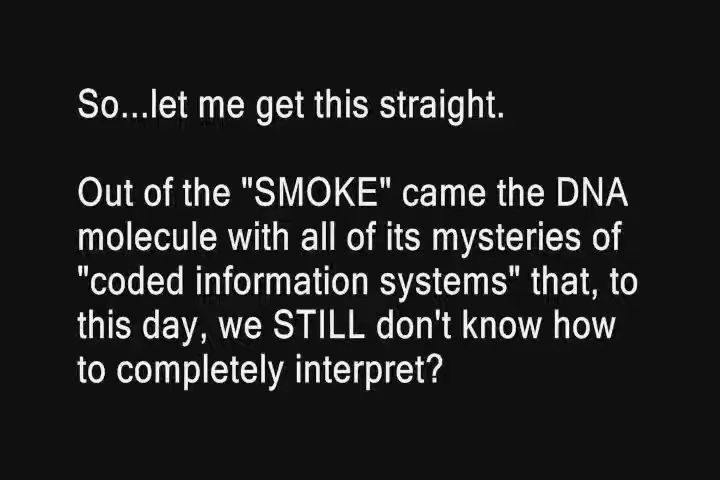 So...let me get this straight.
Out of the "SMOKE" came the DNA
molecule with all of its mysteries of
"coded information systems" that, to
this day, we STILL don't know how
to completely interpret?